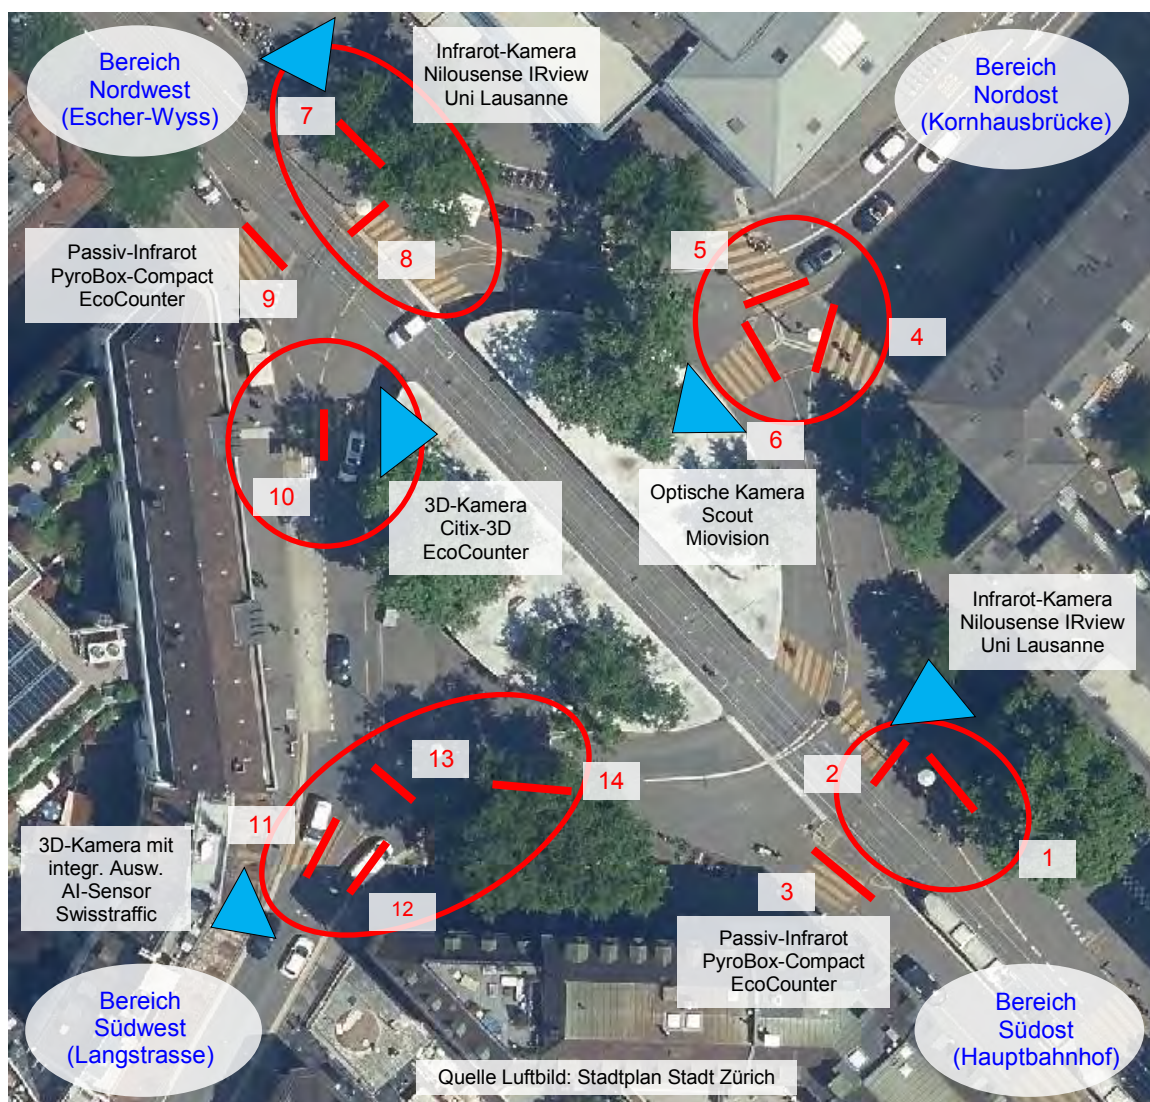 Bereich
Nordwest
(Escher-Wyss)
Infrarot-Kamera
Nilousense IRview
Uni Lausanne
Bereich
Nordost
(Kornhausbrücke)
7
8
Passiv-Infrarot
PyroBox-Compact
EcoCounter
9
5
4
6
10
3D-Kamera
Citix-3D
EcoCounter
Optische Kamera
Scout
Miovision
Infrarot-Kamera
Nilousense IRview
Uni Lausanne
13
14
2
11
1
3D-Kamera mit
integr. Ausw.
AI-Sensor
Swisstraffic
12
3
Passiv-Infrarot
PyroBox-Compact
EcoCounter
Bereich
Südwest
(Langstrasse)
Bereich
Südost
(Hauptbahnhof)
Quelle Luftbild: Stadtplan Stadt Zürich